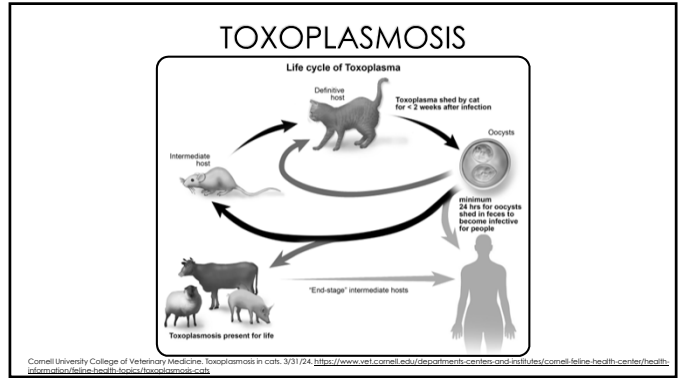 TOXOPLASMOSIS
Life cycle of Toxoplasma
Definitive
host
Toxoplasma shed by cat
for < 2 weeks after infection
Oocysts
Intermediate
host
minimum
24 hrs for oocysts
shed in feces to
become infective
for people
"End-stage" intermediate hosts
Toxoplasmosis present for life
Cornell University College of Veterinary Medicine. Toxoplasmosis in cats. 3/31/24. https://www.vet.cornell.edu/departments-centers-and-institutes/cornell-feline-health-center/health-
information/feline-health-topics/toxoplasmosis-cats